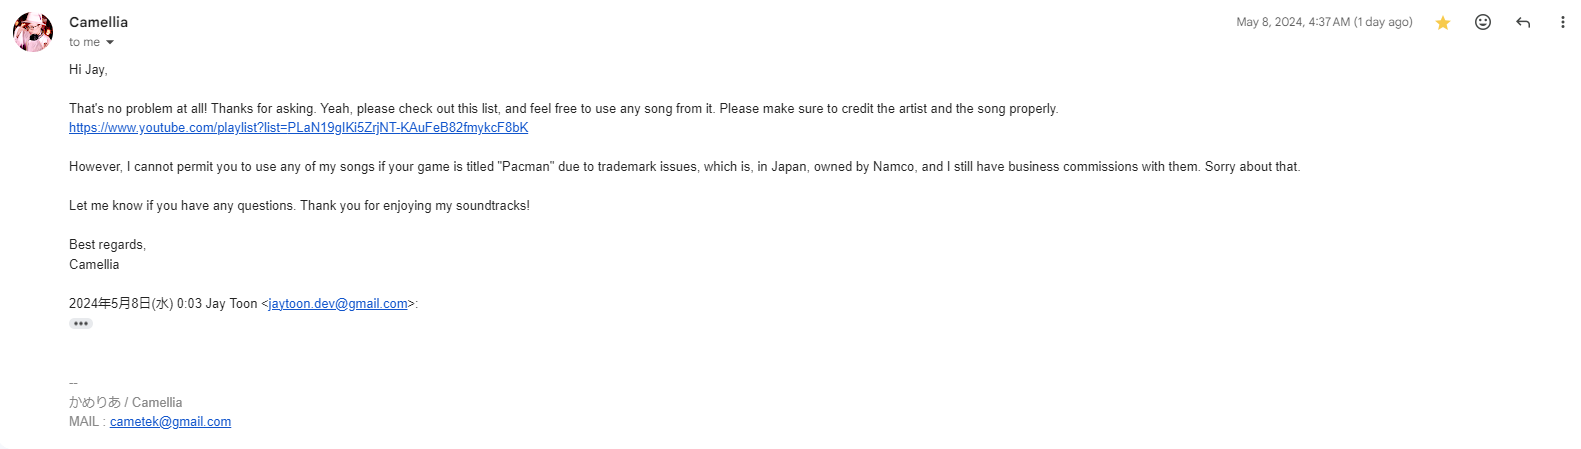 Camellia
May 8, 2024, 4:37 AM (1 day ago)
to me
Hi Jay,
That's no problem at all! Thanks for asking. Yeah, please check out this list, and feel free to use any song from it. Please make sure to credit the artist and the song properly.
https://www.youtube.com/playlist?list=PLaN19glKi5ZrjNT-KAuFeB82fmykcF8bK
However, I cannot permit you to use any of my songs if your game is titled "Pacman" due to trademark issues, which is, in Japan, owned by Namco, and I still have business commissions with them. Sorry about that.
Let me know if you have any questions. Thank you for enjoying my soundtracks!
Best regards,
Camellia
2024年5月8日(水) 0:03 Jay Toon <jaytoon.dev@gmail.com>:
--
かめりあ / Camellia
MAIL : cametek@gmail.com